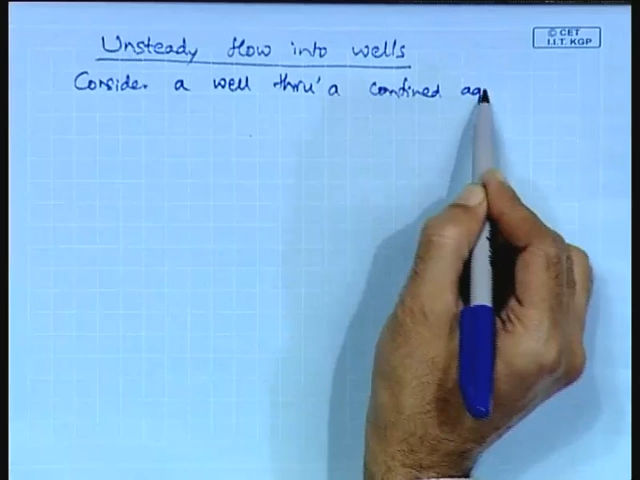 Unsteady flow into wells
© CET
I.I.T. KGP
Consider a well thru' a confined aq